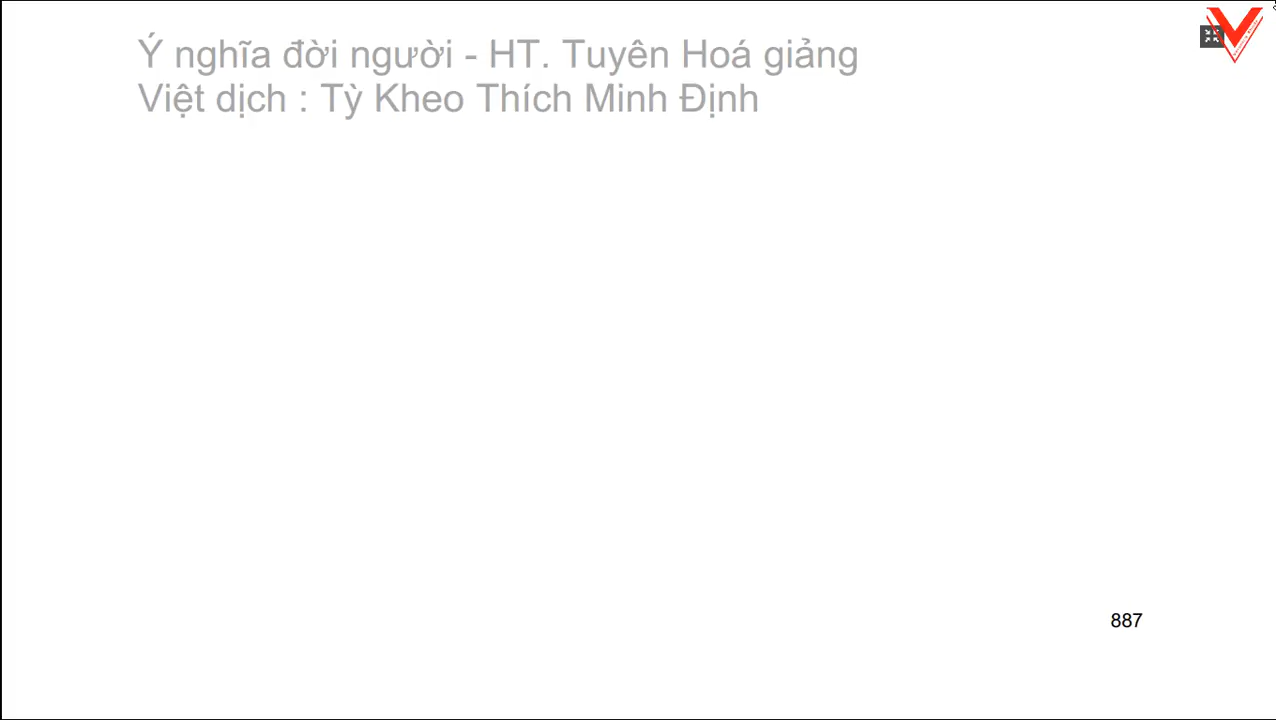 Ý nghĩa đời người - HT. Tuyên Hoá giảng
Việt dịch : Tỳ Kheo Thích Minh Định
887